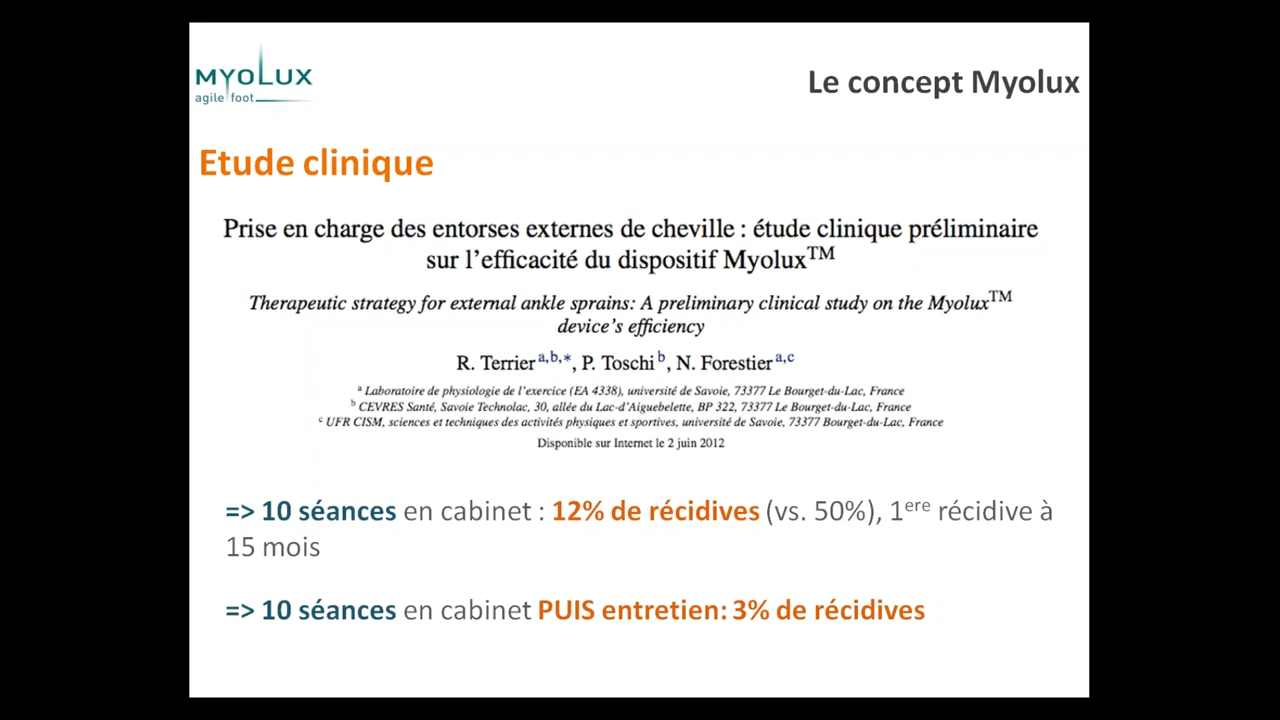 MYOLUX
agile foot
Le concept Myolux
Etude clinique
Prise en charge des entorses externes de cheville : étude clinique préliminaire
sur l'efficacité du dispositif Myolux™
Therapeutic strategy for external ankle sprains: A preliminary clinical study on the Myolux™
device's efficiency
R. Terrier a,b,*, P. Toschi b, N. Forestier a,c
a Laboratoire de physiologie de l'exercice (EA 4338), université de Savoie, 73377 Le Bourget-du-Lac, France
b CEVRES Santé, Savoie Technolac, 30, allée du Lac-d'Aiguebelette, BP 322, 73377 Le Bourget-du-Lac, France
c UFR CISM, sciences et techniques des activités physiques et sportives, université de Savoie, 73377 Bourget-du-Lac, France
Disponible sur Internet le 2 juin 2012
=> 10 séances en cabinet : 12% de récidives (vs. 50%), 1ere récidive à
15 mois
=> 10 séances en cabinet PUIS entretien: 3% de récidives